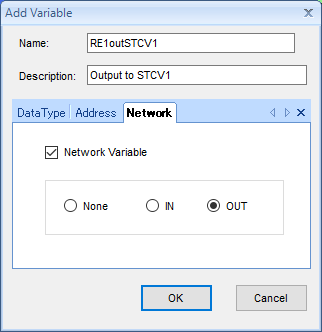 Add Variable
Name: RE1outSTCV1
Description: Output to STCV1
DataType Address Network
Network Variable
None IN OUT
OK Cancel